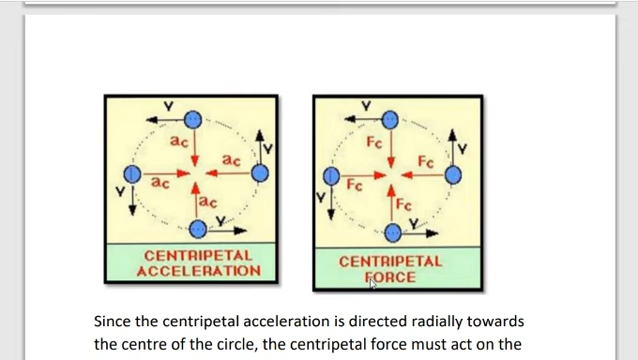 V
ac
V
ac
V
ac
ac
V
CENTRIPETAL
ACCELERATION
V
Fc
V
Fc
V
Fc
Fc
V
CENTRIPETAL
FORCE
Since the centripetal acceleration is directed radially towards
the centre of the circle, the centripetal force must act on the